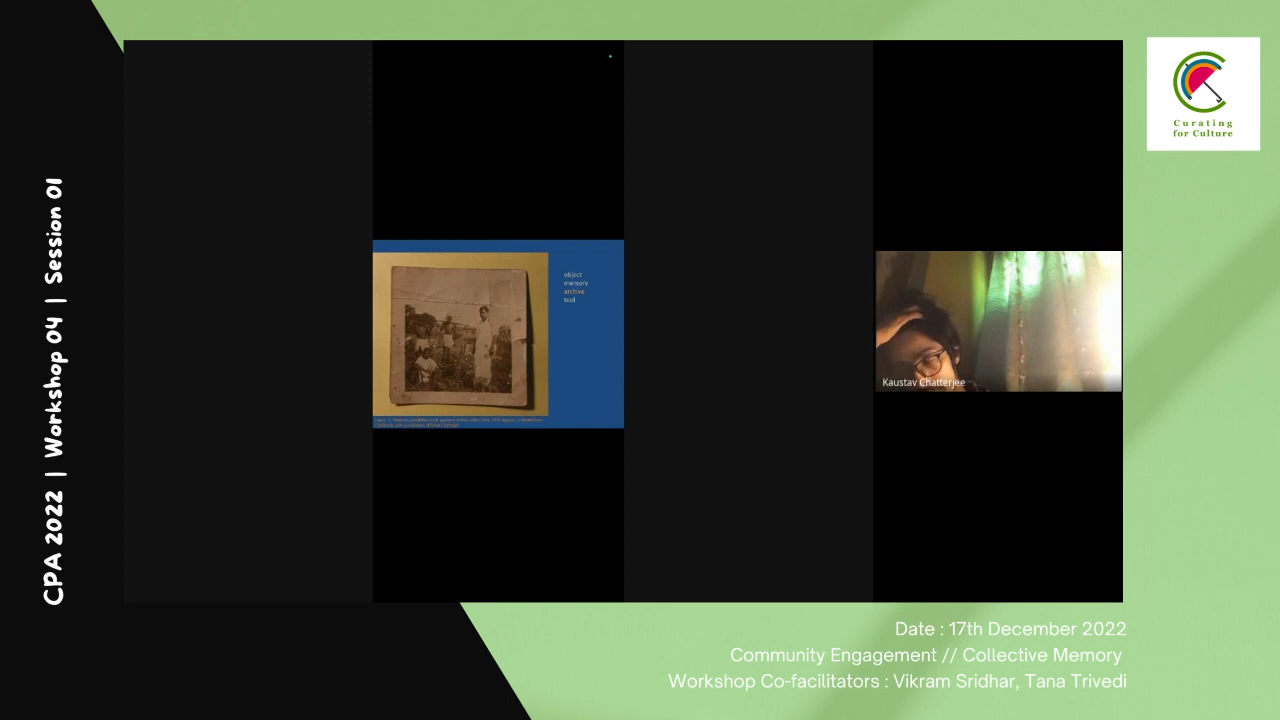 CPA 2022 | Workshop 04 | Session 01
Curating
for Culture
object
memory
archive
tool
Kaustav Chatterjee
Date : 17th December 2022
Community Engagement // Collective Memory
Workshop Co-facilitators : Vikram Sridhar, Tana Trivedi